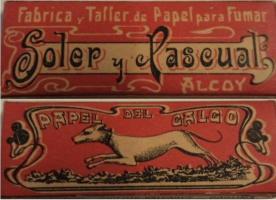 Fabrica y Taller de Papel para Fumar
Soler y Pascual
ALCOY
PAPEL DEL GALGO